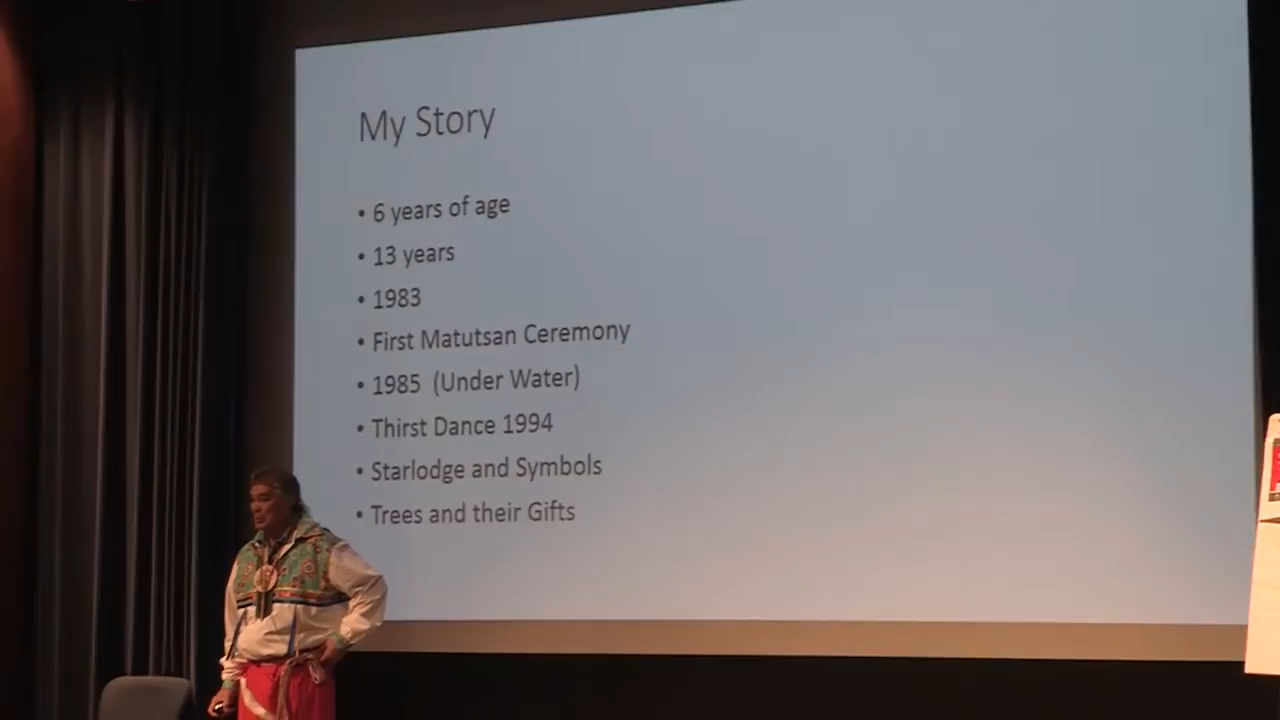 My Story
• 6 years of age
• 13 years
• 1983
• First Matutsan Ceremony
• 1985 (Under Water)
• Thirst Dance 1994
• Starlodge and Symbols
• Trees and their Gifts